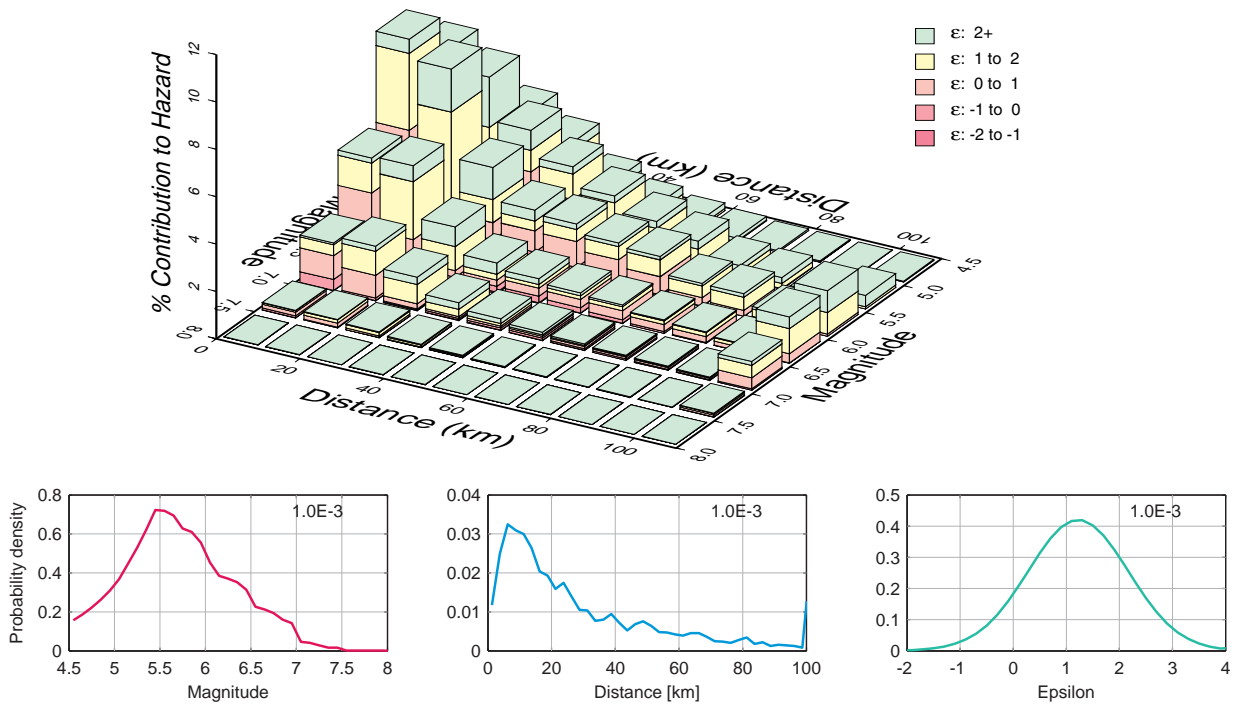 ε: 2+
ε: 1 to 2
ε: 0 to 1
ε: -1 to 0
ε: -2 to -1
% Contribution to Hazard
12
10
8
6
4
2
0
Magnitude
7.0
7.5
8.0
Distance (km)
40
60
80
100
4.5
5.0
5.5
6.0
6.5
7.0
7.5
8.0
Magnitude
0
20
40
60
80
100
Distance (km)
Probability density
0.8
0.6
0.4
0.2
0
1.0E-3
4.5 5 5.5 6 6.5 7 7.5 8
Magnitude
0.04
0.03
0.02
0.01
0
1.0E-3
0 20 40 60 80 100
Distance [km]
0.5
0.4
0.3
0.2
0.1
0
1.0E-3
-2 -1 0 1 2 3 4
Epsilon